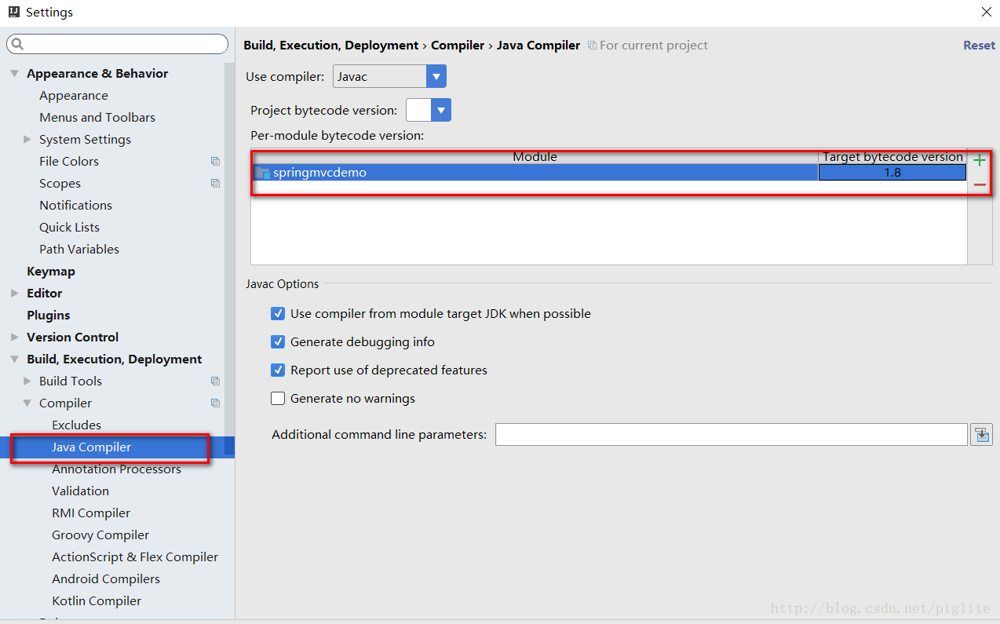 Settings
Build, Execution, Deployment › Compiler › Java Compiler For current project Reset
Appearance & Behavior
Appearance
Menus and Toolbars
System Settings
File Colors
Scopes
Notifications
Quick Lists
Path Variables
Keymap
Editor
Plugins
Version Control
Build, Execution, Deployment
Build Tools
Compiler
Excludes
Java Compiler
Annotation Processors
Validation
RMI Compiler
Groovy Compiler
ActionScript & Flex Compiler
Android Compilers
Kotlin Compiler
Use compiler: Javac
Project bytecode version:
Per-module bytecode version:
Module Target bytecode version
springmvcdemo 1.8
Javac Options
Use compiler from module target JDK when possible
Generate debugging info
Report use of deprecated features
Generate no warnings
Additional command line parameters:
http://blog.csdn.net/piglite